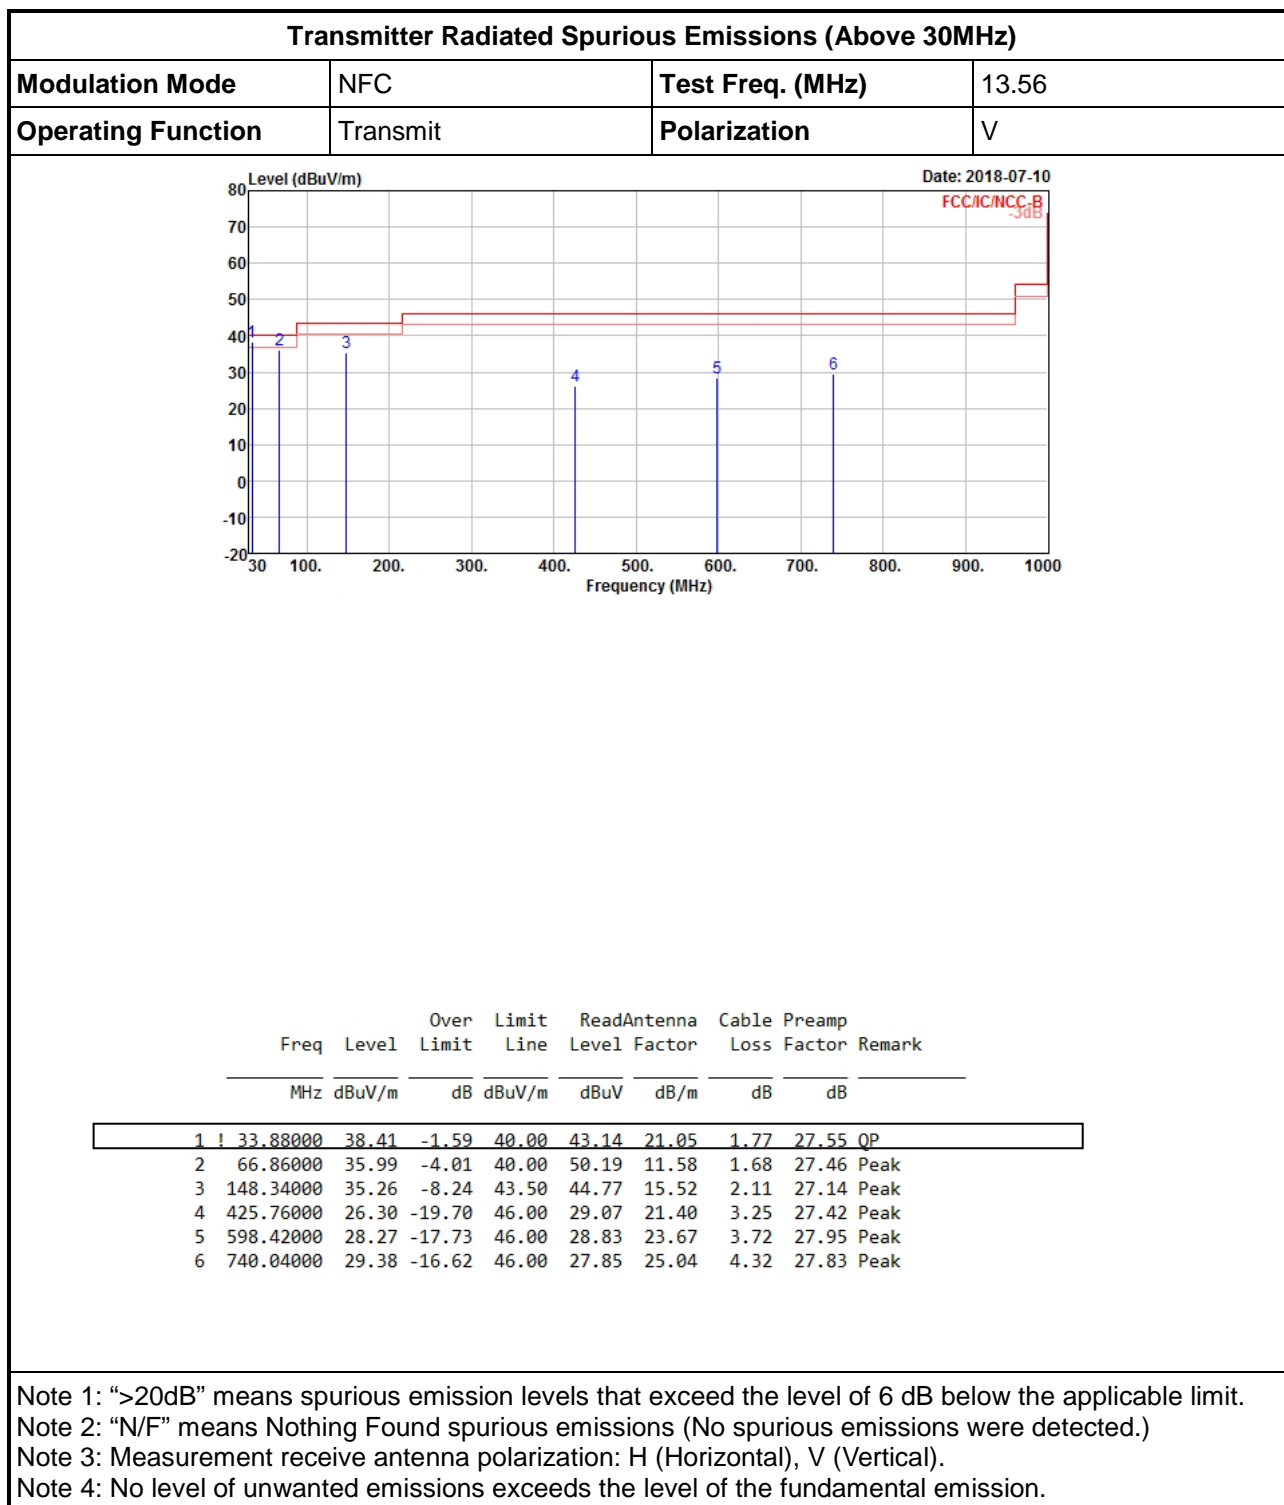 Transmitter Radiated Spurious Emissions (Above 30MHz)
Modulation Mode NFC Test Freq. (MHz) 13.56
Operating Function Transmit Polarization V
Level (dBuV/m) Date: 2018-07-10
80
FCC/IC/NCC-B
-3dB
70
60
50
40
30
20
10
0
-10
-20
1 2 3 4 5 6
30 100. 200. 300. 400. 500. 600. 700. 800. 900. 1000
Frequency (MHz)
Over Limit ReadAntenna Cable Preamp
Freq Level Limit Line Level Factor Loss Factor Remark
MHz dBuV/m dB dBuV/m dBuV dB/m dB dB
1 ! 33.88000 38.41 -1.59 40.00 43.14 21.05 1.77 27.55 QP
2 66.86000 35.99 -4.01 40.00 50.19 11.58 1.68 27.46 Peak
3 148.34000 35.26 -8.24 43.50 44.77 15.52 2.11 27.14 Peak
4 425.76000 26.30 -19.70 46.00 29.07 21.40 3.25 27.42 Peak
5 598.42000 28.27 -17.73 46.00 28.83 23.67 3.72 27.95 Peak
6 740.04000 29.38 -16.62 46.00 27.85 25.04 4.32 27.83 Peak
Note 1: “>20dB” means spurious emission levels that exceed the level of 6 dB below the applicable limit.
Note 2: “N/F” means Nothing Found spurious emissions (No spurious emissions were detected.)
Note 3: Measurement receive antenna polarization: H (Horizontal), V (Vertical).
Note 4: No level of unwanted emissions exceeds the level of the fundamental emission.